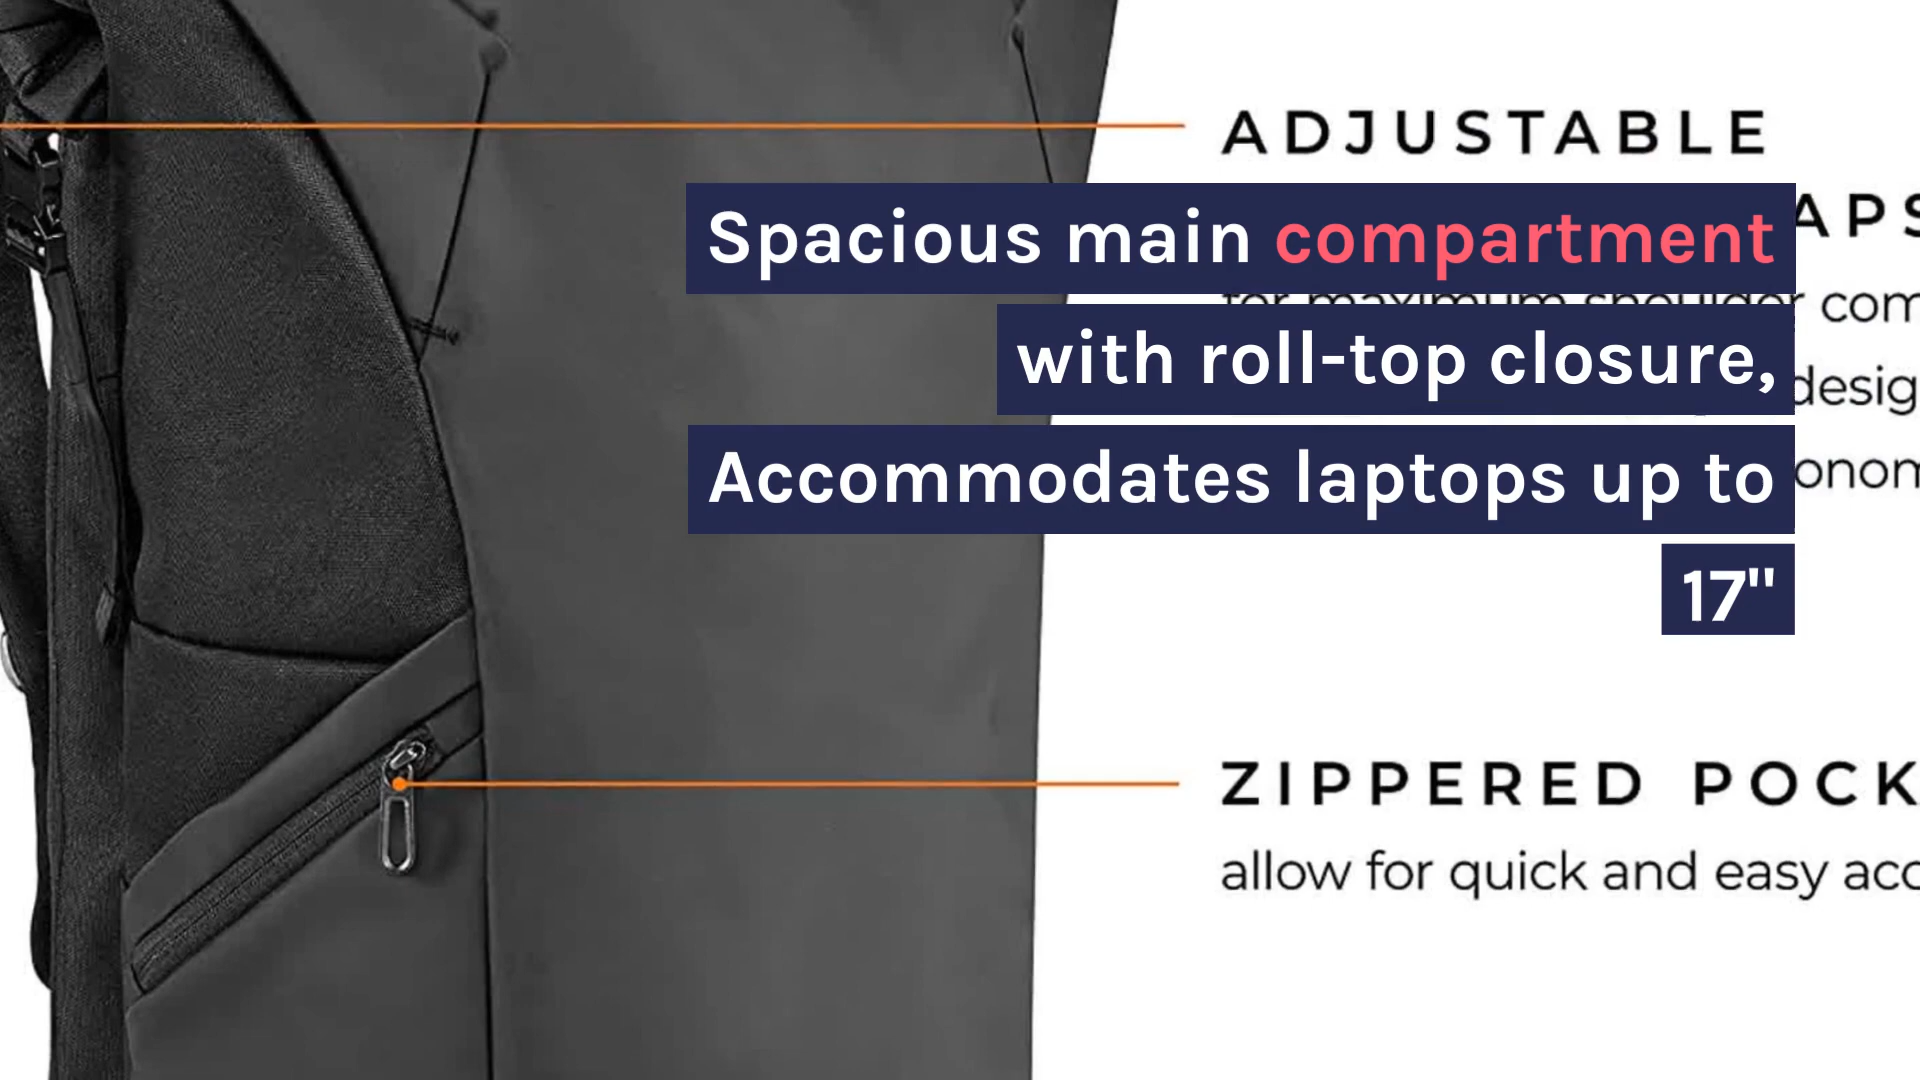 ADJUSTABLE
Spacious main compartment
with roll-top closure,
Accommodates laptops up to
17"
ZIPPERED POCK
allow for quick and easy acc